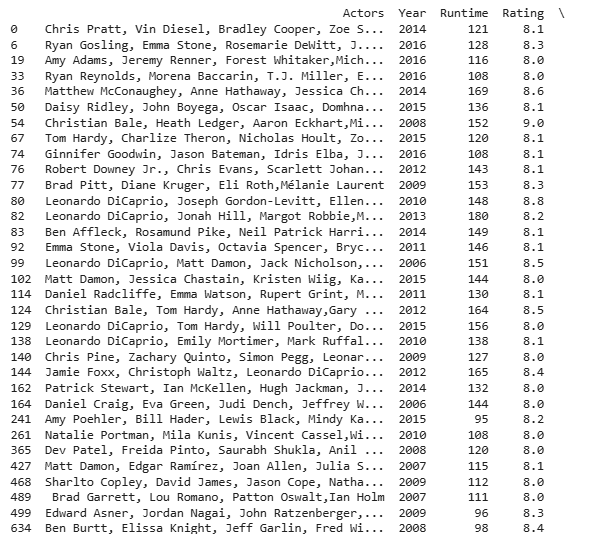 Actors  Year  Runtime  Rating  \
0    Chris Pratt, Vin Diesel, Bradley Cooper, Zoe S...  2014  121  8.1
6    Ryan Gosling, Emma Stone, Rosemarie DeWitt, J....  2016  128  8.3
19   Amy Adams, Jeremy Renner, Forest Whitaker,Mich...  2016  116  8.0
33   Ryan Reynolds, Morena Baccarin, T.J. Miller, E...  2016  108  8.0
36   Matthew McConaughey, Anne Hathaway, Jessica Ch...  2014  169  8.6
50   Daisy Ridley, John Boyega, Oscar Isaac, Domhna...  2015  136  8.1
54   Christian Bale, Heath Ledger, Aaron Eckhart,Mi...  2008  152  9.0
67   Tom Hardy, Charlize Theron, Nicholas Hoult, Zo...  2015  120  8.1
74   Ginnifer Goodwin, Jason Bateman, Idris Elba, J...  2016  108  8.1
76   Robert Downey Jr., Chris Evans, Scarlett Johan...  2012  143  8.1
77   Brad Pitt, Diane Kruger, Eli Roth,Mélanie Laurent  2009  153  8.3
80   Leonardo DiCaprio, Joseph Gordon-Levitt, Ellen...  2010  148  8.8
82   Leonardo DiCaprio, Jonah Hill, Margot Robbie,M...  2013  180  8.2
83   Ben Affleck, Rosamund Pike, Neil Patrick Harri...  2014  149  8.1
92   Emma Stone, Viola Davis, Octavia Spencer, Bryc...  2011  146  8.1
99   Leonardo DiCaprio, Matt Damon, Jack Nicholson,...  2006  151  8.5
102  Matt Damon, Jessica Chastain, Kristen Wiig, Ka...  2015  144  8.0
114  Daniel Radcliffe, Emma Watson, Rupert Grint, M...  2011  130  8.1
124  Christian Bale, Tom Hardy, Anne Hathaway,Gary ...  2012  164  8.5
129  Leonardo DiCaprio, Tom Hardy, Will Poulter, Do...  2015  156  8.0
138  Leonardo DiCaprio, Emily Mortimer, Mark Ruffal...  2010  138  8.1
140  Chris Pine, Zachary Quinto, Simon Pegg, Leonar...  2009  127  8.0
144  Jamie Foxx, Christoph Waltz, Leonardo DiCaprio...  2012  165  8.4
162  Patrick Stewart, Ian McKellen, Hugh Jackman, J...  2014  132  8.0
164  Daniel Craig, Eva Green, Judi Dench, Jeffrey W...  2006  144  8.0
241  Amy Poehler, Bill Hader, Lewis Black, Mindy Ka...  2015  95  8.2
261  Natalie Portman, Mila Kunis, Vincent Cassel,Wi...  2010  108  8.0
365  Dev Patel, Freida Pinto, Saurabh Shukla, Anil ...  2008  120  8.0
427  Matt Damon, Edgar Ramírez, Joan Allen, Julia S...  2007  115  8.1
468  Sharlto Copley, David James, Jason Cope, Natha...  2009  112  8.0
489  Brad Garrett, Lou Romano, Patton Oswalt,Ian Holm  2007  111  8.0
499  Edward Asner, Jordan Nagai, John Ratzenberger,...  2009  96  8.3
634  Ben Burtt, Elissa Knight, Jeff Garlin, Fred Wi...  2008  98  8.4